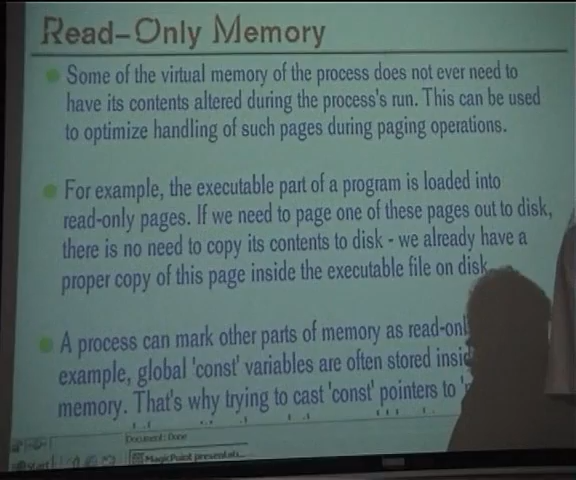 Read-Only Memory
Some of the virtual memory of the process does not ever need to
have its contents altered during the process's run. This can be used
to optimize handling of such pages during paging operations.
For example, the executable part of a program is loaded into
read-only pages. If we need to page one of these pages out to disk,
there is no need to copy its contents to disk - we already have a
proper copy of this page inside the executable file on disk
A process can mark other parts of memory as read-onl
example, global 'const' variables are often stored insid
memory. That's why trying to cast 'const' pointers to '
Document: Done
Start
MagicPoint presentati...